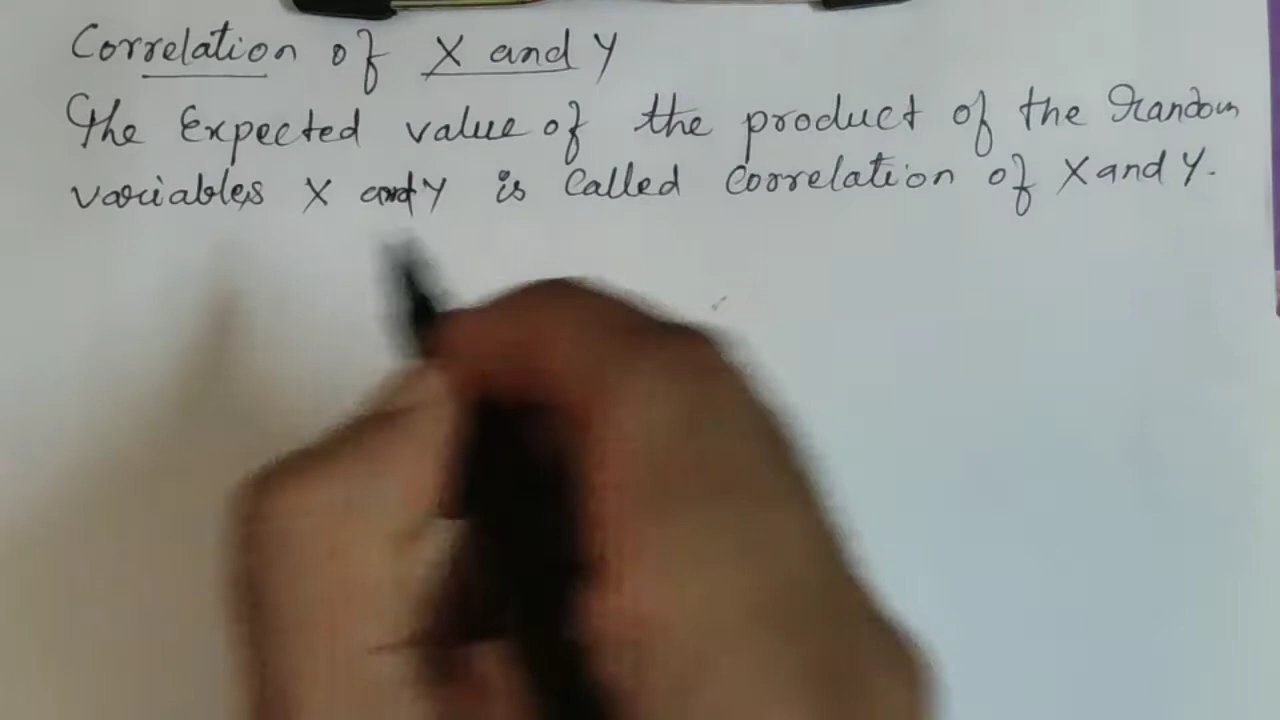 Correlation of X and Y
The Expected value of the product of the random
variables X and Y is called correlation of X and Y.